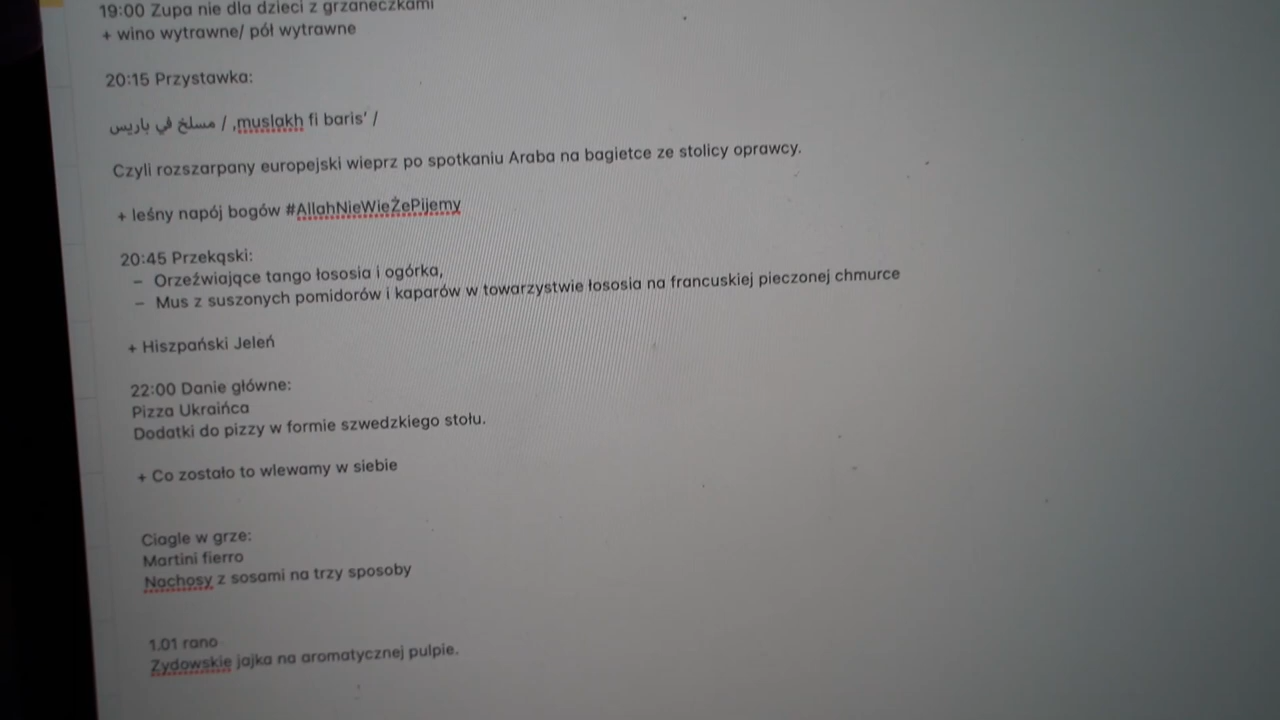 19:00 Zupa nie dla dzieci z grzaneczkami
+ wino wytrawne/ pół wytrawne
20:15 Przystawka:
مسلخ في باريس / ‚muslakh fi baris’ /
Czyli rozszarpany europejski wieprz po spotkaniu Araba na bagietce ze stolicy oprawcy.
+ leśny napój bogów #AllahNieWieŻePijemy
20:45 Przekąski:
– Orzeźwiające tango łososia i ogórka,
– Mus z suszonych pomidorów i kaparów w towarzystwie łososia na francuskiej pieczonej chmurce
+ Hiszpański Jeleń
22:00 Danie główne:
Pizza Ukraińca
Dodatki do pizzy w formie szwedzkiego stołu.
+ Co zostało to wlewamy w siebie
Ciagle w grze:
Martini fierro
Nachosy z sosami na trzy sposoby
1.01 rano
Zydowskie jajka na aromatycznej pulpie.